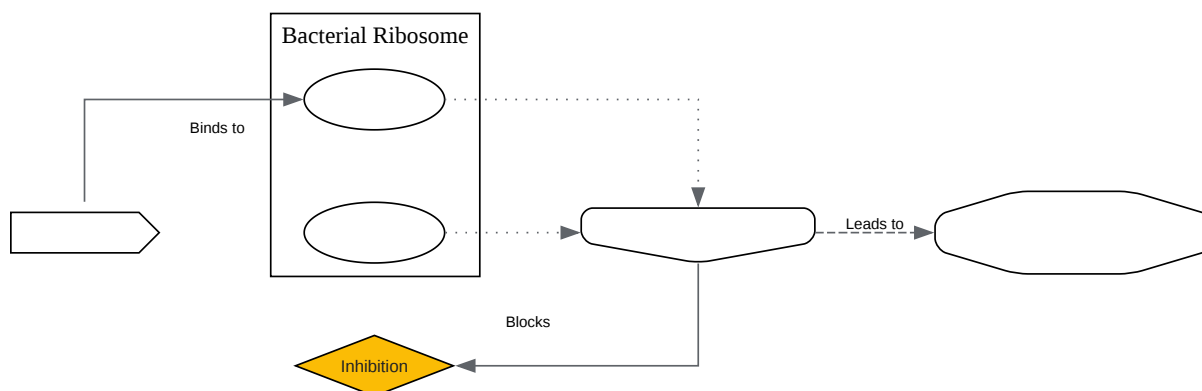 Bacterial Ribosome
Binds to
Leads to
Blocks
Inhibition